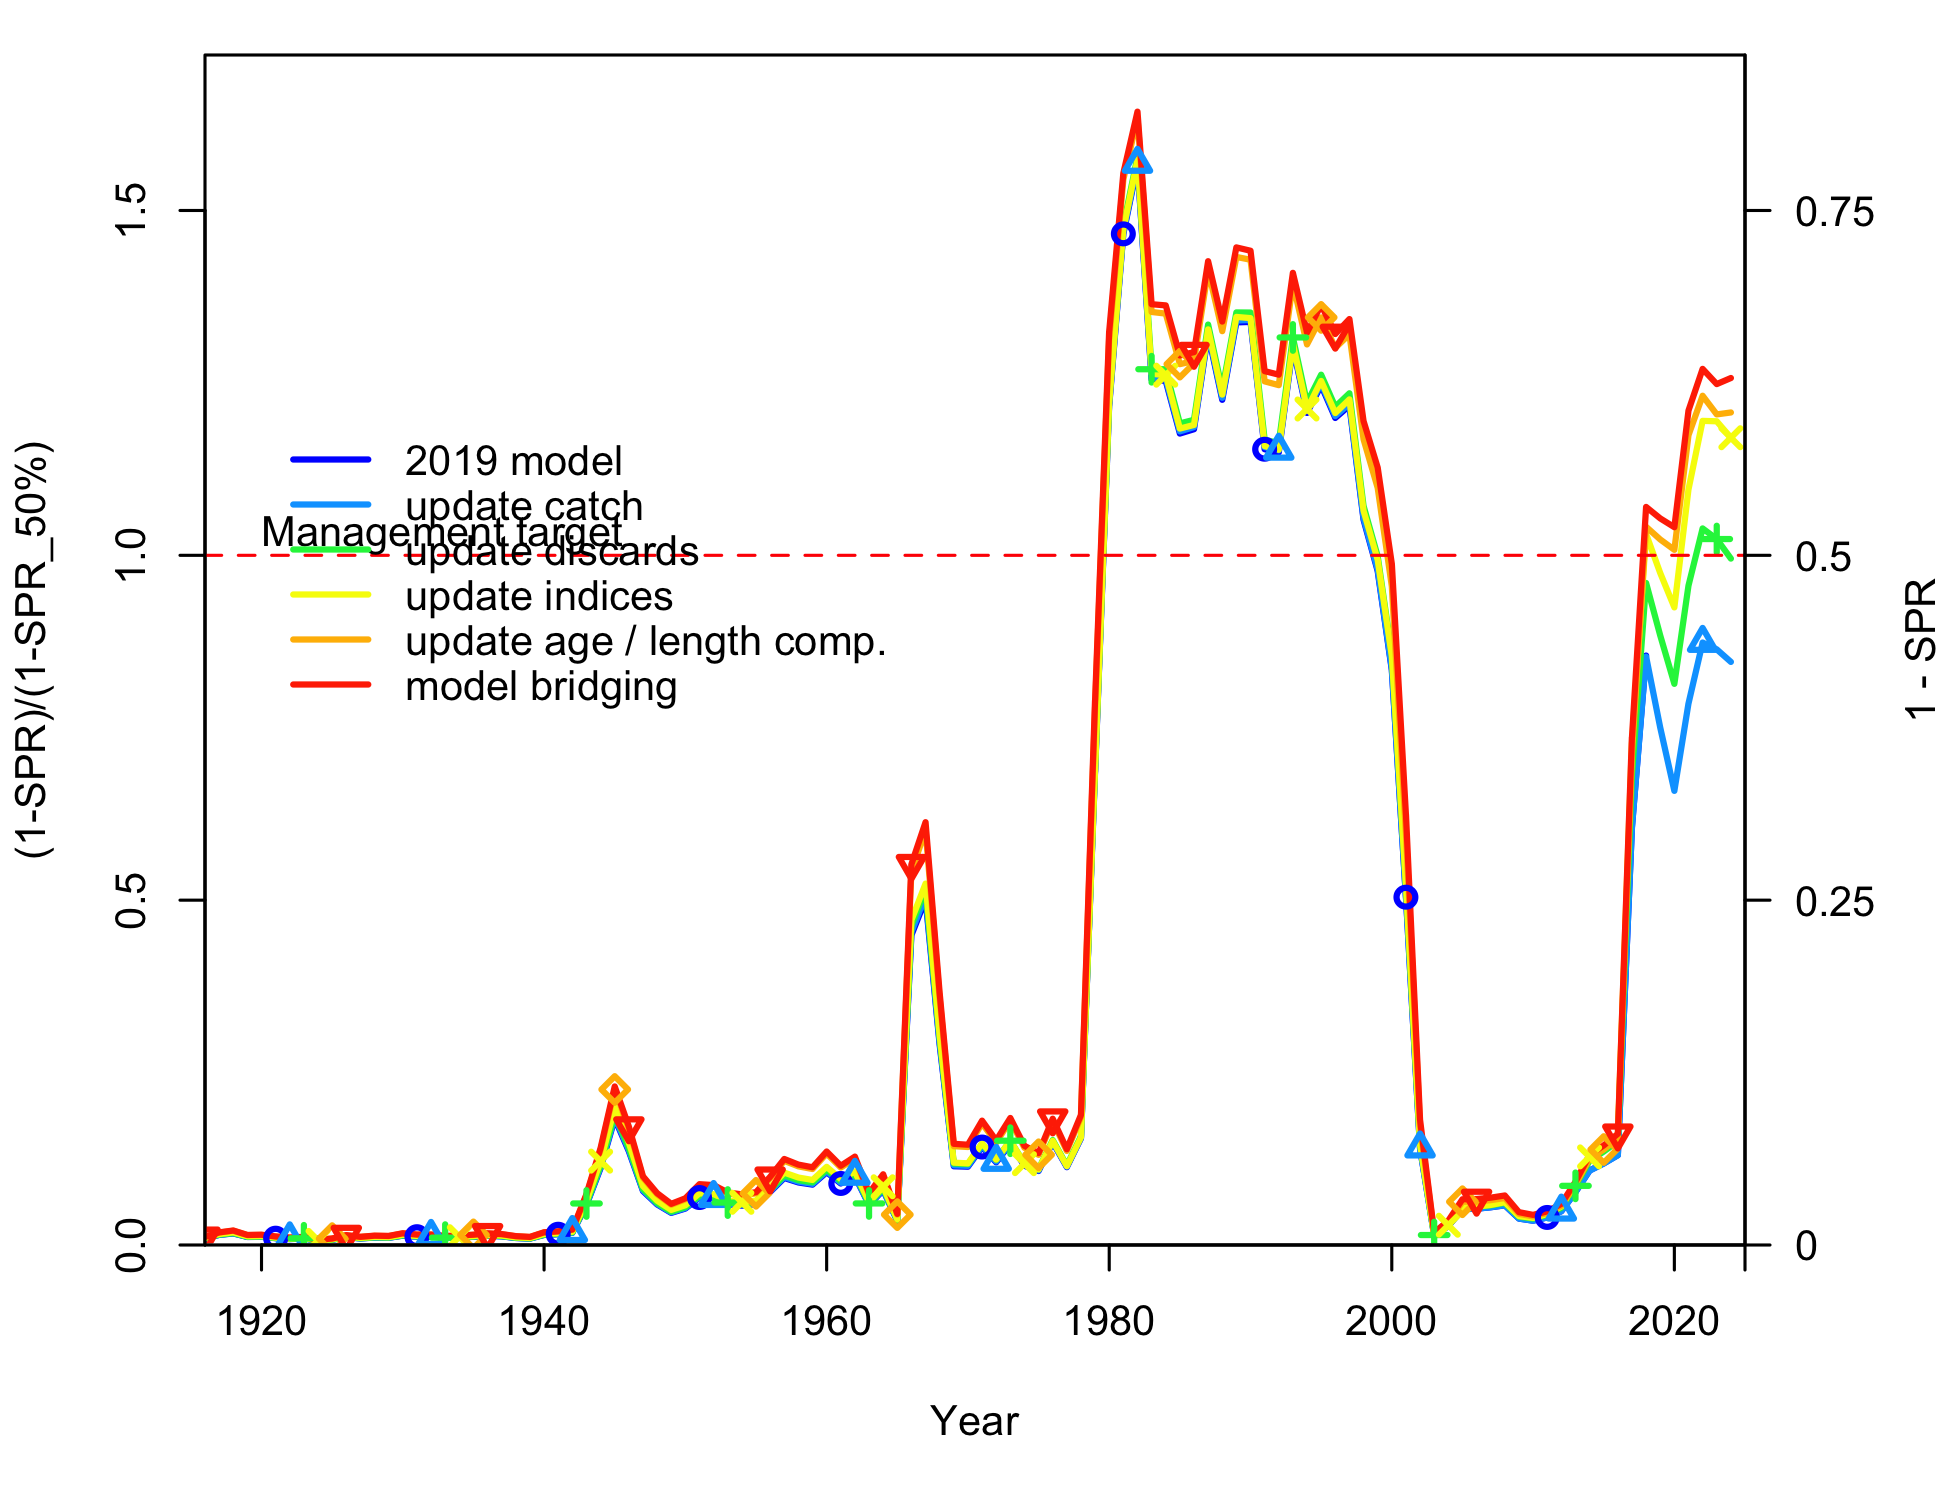 1.5
1.0
0.5
0.0
(1-SPR)/(1-SPR_50%)
2019 model
update catch
Management target
update discards
update indices
update age / length comp.
model bridging
0.75
0.5
0.25
0
1 - SPR
1920 1940 1960 1980 2000 2020
Year